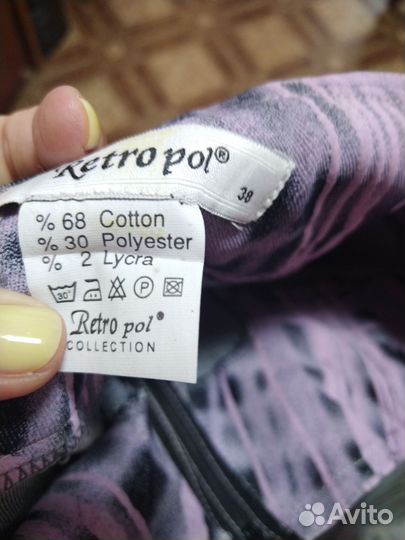 Retro pol®
38
% 68 Cotton
% 30 Polyester
% 2 Lycra
30°
P
Retro pol®
COLLECTION
Avito